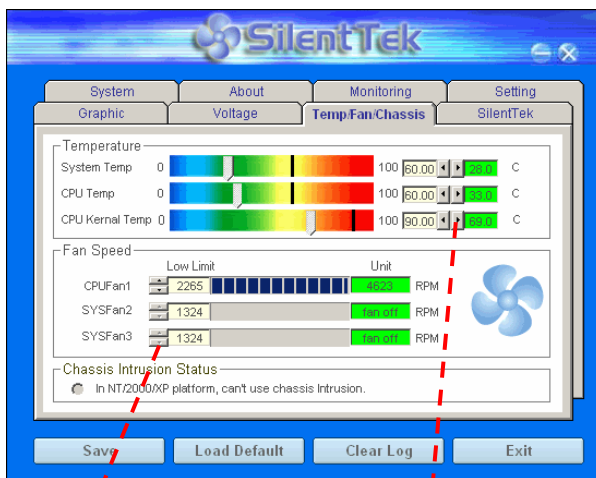 SilentTek
System About Monitoring Setting
Graphic Voltage Temp/Fan/Chassis SilentTek
Temperature
System Temp 0 100 60.00 28.0 C
CPU Temp 0 100 60.00 33.0 C
CPU Kernal Temp 0 100 90.00 69.0 C
Fan Speed
Low Limit Unit
CPUFan1 2265 4623 RPM
SYSFan2 1324 fan off RPM
SYSFan3 1324 fan off RPM
Chassis Intrusion Status
In NT/2000/XP platform, can't use chassis Intrusion.
Save Load Default Clear Log Exit